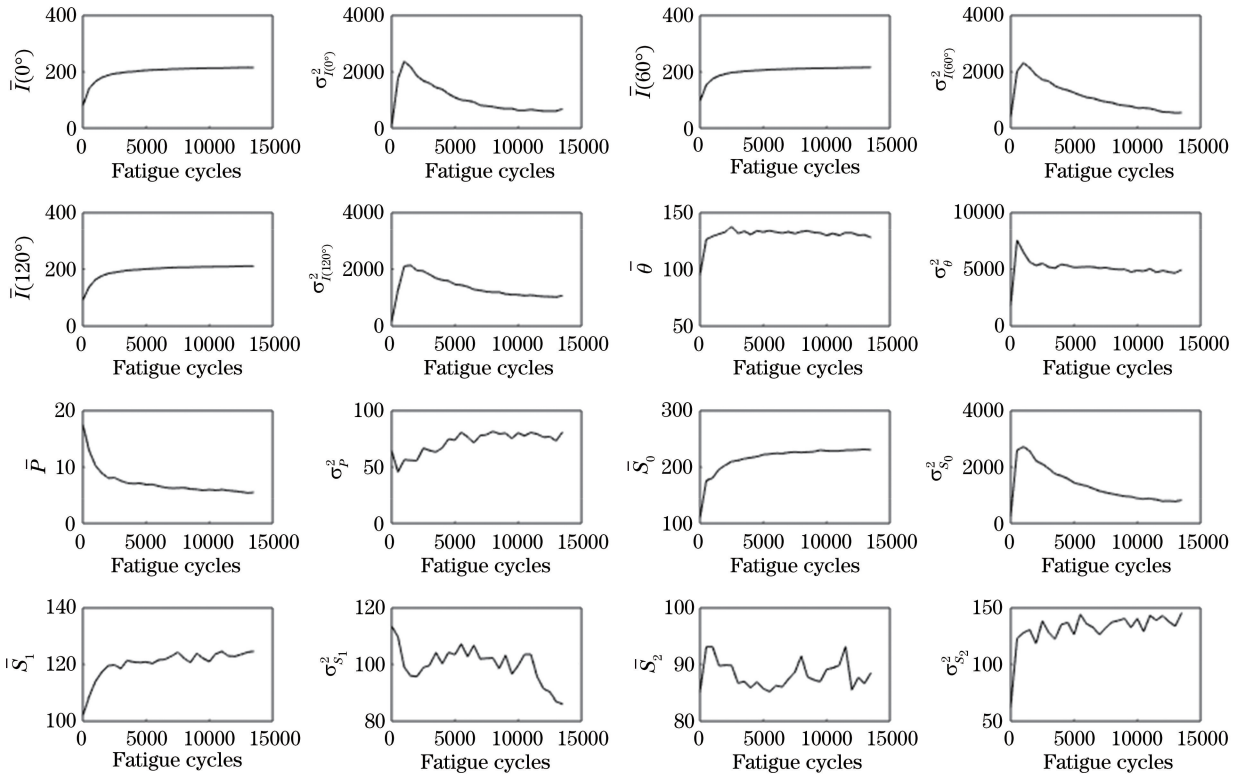 400
200
0
Ī(0°)
0 5000 10000 15000
Fatigue cycles
4000
2000
0
σ²I(0°)
0 5000 10000 15000
Fatigue cycles
400
200
0
Ī(60°)
0 5000 10000 15000
Fatigue cycles
4000
2000
0
σ²I(60°)
0 5000 10000 15000
Fatigue cycles
400
200
0
Ī(120°)
0 5000 10000 15000
Fatigue cycles
4000
2000
0
σ²I(120°)
0 5000 10000 15000
Fatigue cycles
150
100
50
θ̄
0 5000 10000 15000
Fatigue cycles
10000
5000
0
σ²θ
0 5000 10000 15000
Fatigue cycles
20
10
0
P̄
0 5000 10000 15000
Fatigue cycles
100
50
0
σ²P
0 5000 10000 15000
Fatigue cycles
300
200
100
S̄₀
0 5000 10000 15000
Fatigue cycles
4000
2000
0
σ²S₀
0 5000 10000 15000
Fatigue cycles
140
120
100
S̄₁
0 5000 10000 15000
Fatigue cycles
120
100
80
σ²S₁
0 5000 10000 15000
Fatigue cycles
100
90
80
S̄₂
0 5000 10000 15000
Fatigue cycles
150
100
50
σ²S₂
0 5000 10000 15000
Fatigue cycles